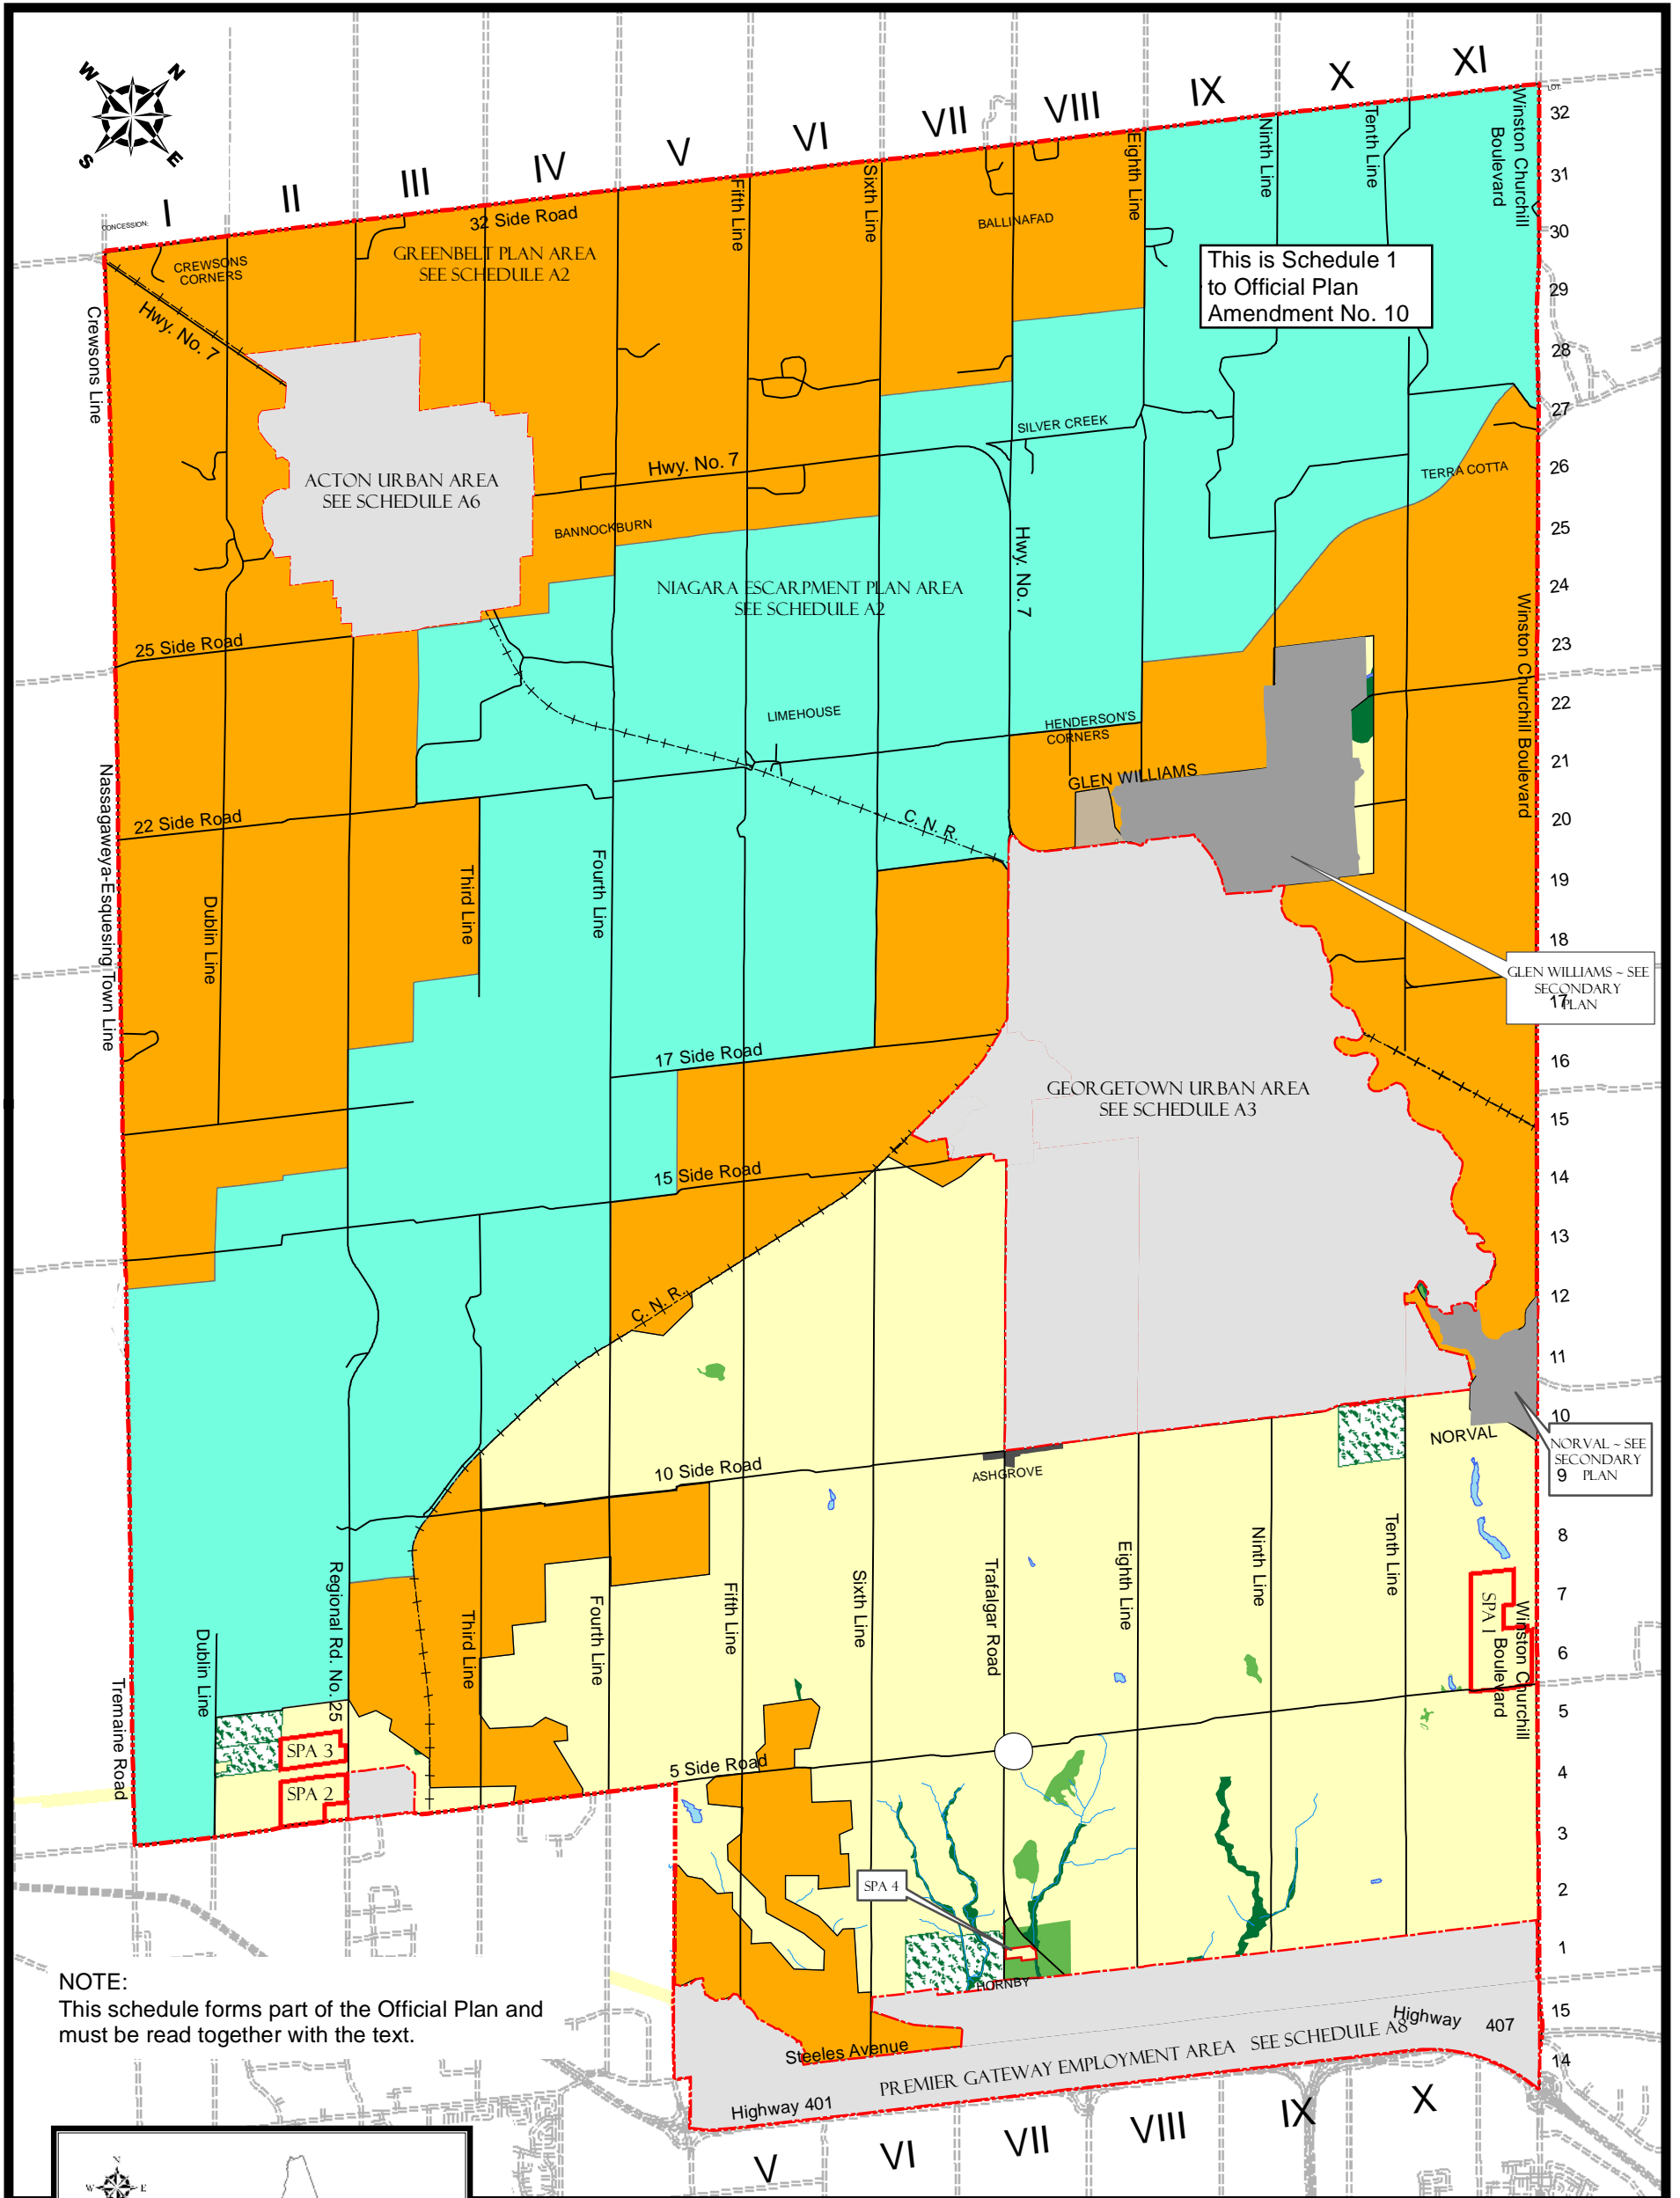 W N
S E
I II III IV V VI VII VIII IX X XI
CONCESSION:
LOT:
32
31
30
29
28
27
26
25
24
23
22
21
20
19
18
17
16
15
14
13
12
11
10
9
8
7
6
5
4
3
2
1
15
14
32 Side Road
CREWSONS
CORNERS
GREENBELT PLAN AREA
SEE SCHEDULE A2
Hwy. No. 7
Crewsons Line
Fifth Line
Sixth Line
BALLINAFAD
Eighth Line
Ninth Line
Tenth Line
Winston Churchill
Boulevard
This is Schedule 1
to Official Plan
Amendment No. 10
ACTON URBAN AREA
SEE SCHEDULE A6
Hwy. No. 7
BANNOCKBURN
SILVER CREEK
TERRA COTTA
Hwy. No. 7
NIAGARA ESCARPMENT PLAN AREA
SEE SCHEDULE A2
25 Side Road
LIMEHOUSE
HENDERSON'S
CORNERS
GLEN WILLIAMS
Winston Churchill Boulevard
Nassagaweya-Esquesing Town Line
22 Side Road
C. N. R.
Dublin Line
Third Line
Fourth Line
GLEN WILLIAMS ~ SEE
SECONDARY
PLAN
17 Side Road
GEORGETOWN URBAN AREA
SEE SCHEDULE A3
15 Side Road
C. N. R.
NORVAL
NORVAL ~ SEE
SECONDARY
PLAN
10 Side Road
ASHGROVE
Tremaine Road
Dublin Line
Regional Rd. No. 25
Third Line
Fourth Line
Fifth Line
Sixth Line
Trafalgar Road
Eighth Line
Ninth Line
Tenth Line
SPA 1
Winston Churchill
Boulevard
SPA 3
SPA 2
5 Side Road
SPA 4
HORNBY
Steeles Avenue
Highway 407
PREMIER GATEWAY EMPLOYMENT AREA SEE SCHEDULE A8
Highway 401
V VI VII VIII IX X
NOTE:
This schedule forms part of the Official Plan and
must be read together with the text.
N
W E